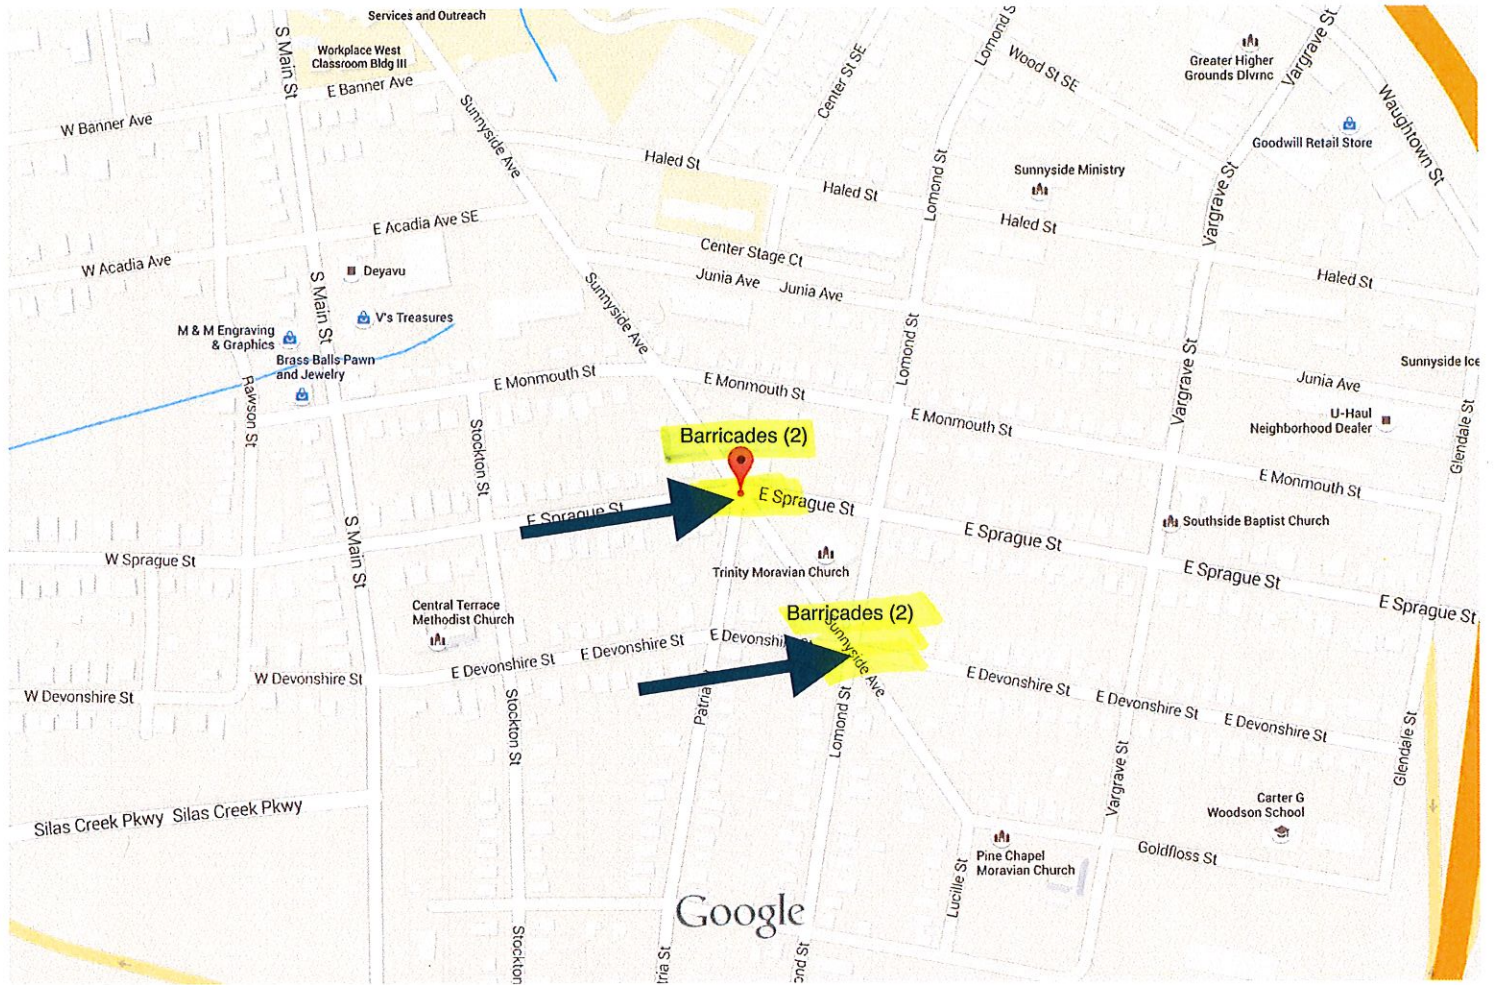 Services and Outreach
Workplace West
Classroom Bldg III
S Main St
E Banner Ave
W Banner Ave
Sunnyside Ave
Center St SE
Lomond S
Wood St SE
Greater Higher
Grounds Dlvrnc
Vargrave St
Waughtown St
Goodwill Retail Store
Haled St
Haled St
Lomond St
Sunnyside Ministry
Haled St
Vargrave St
Haled St
E Acadia Ave SE
W Acadia Ave
Deyavu
S Main St
V's Treasures
M & M Engraving
& Graphics
Brass Balls Pawn
and Jewelry
Rawson St
Center Stage Ct
Junia Ave
Junia Ave
Sunnyside Ave
Lomond St
Vargrave St
Junia Ave
Sunnyside Ice
U-Haul
Neighborhood Dealer
Glendale St
E Monmouth St
E Monmouth St
E Monmouth St
E Monmouth St
Stockton St
Barricades (2)
E Sprague St
E Sprague St
E Sprague St
Southside Baptist Church
E Sprague St
E Sprague St
W Sprague St
S Main St
Trinity Moravian Church
Central Terrace
Methodist Church
Barricades (2)
Sunnyside Ave
E Devonshire St
E Devonshire St
E Devonshi
St
W Devonshire St
W Devonshire St
E Devonshire St
E Devonshire St
E Devonshire St
Stockton St
Patria
Lomond St
Vargrave St
Glendale St
Silas Creek Pkwy
Silas Creek Pkwy
Carter G
Woodson School
Goldfloss St
Pine Chapel
Moravian Church
Lucille St
Google
Stockton
ria St
ond St